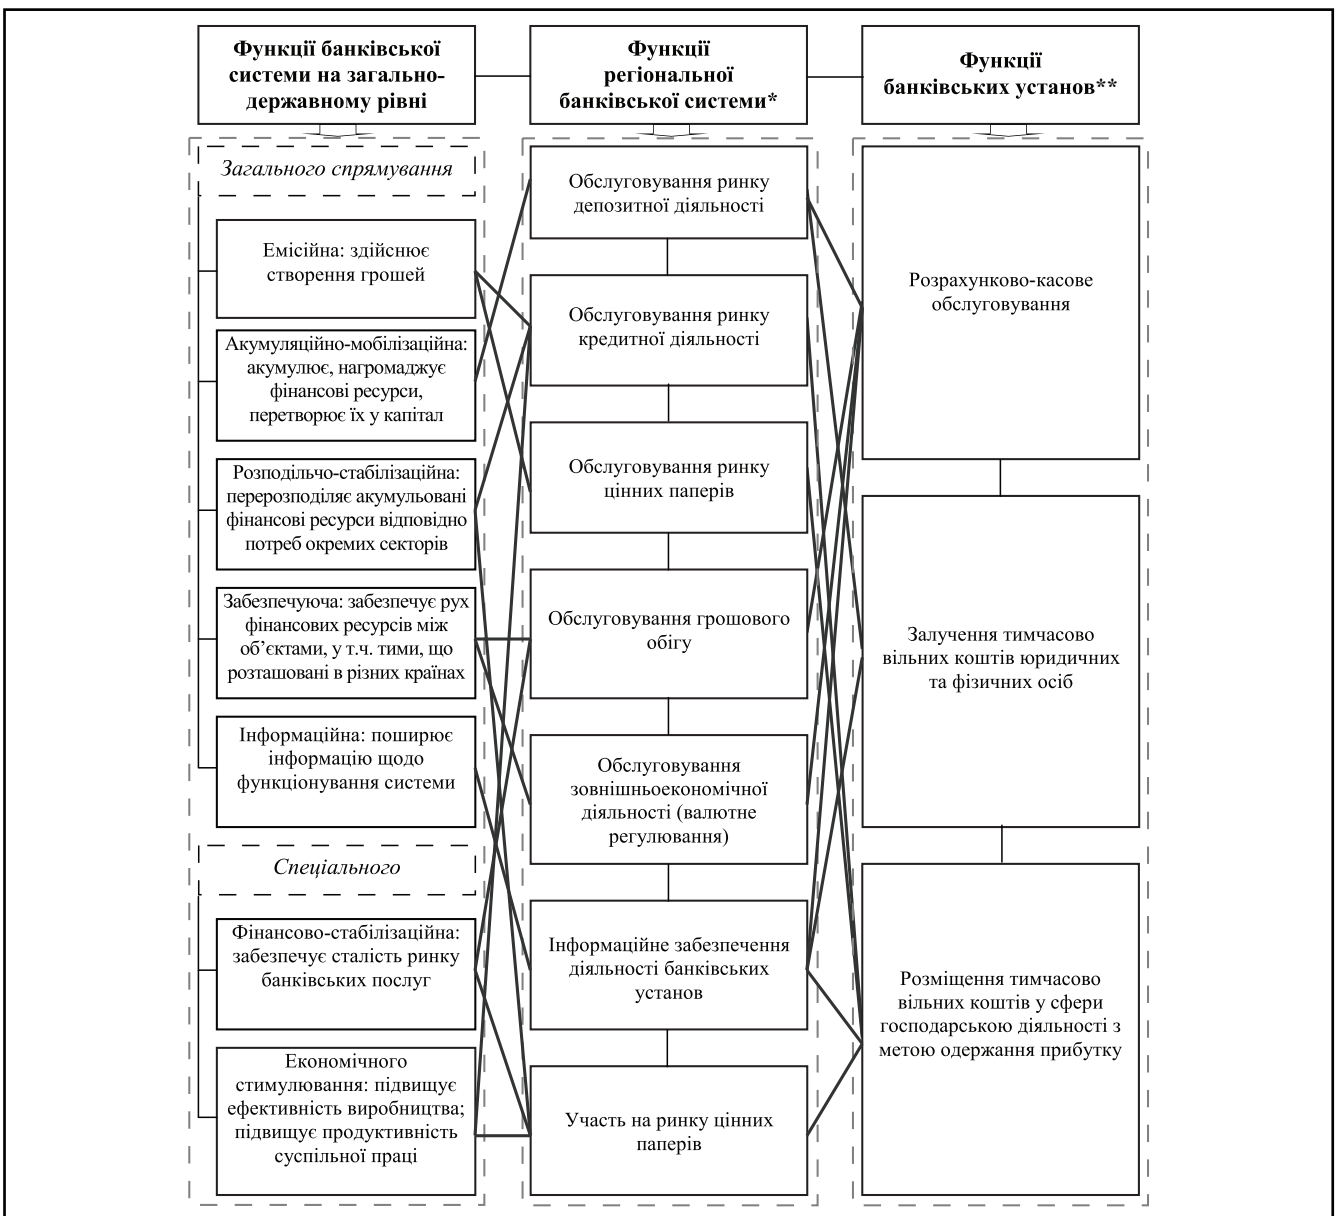 Функції банківської
системи на загально-
державному рівні
Функції
регіональної
банківської системи*
Функції
банківських установ**
Загального спрямування
Емісійна: здійснює
створення грошей
Акумуляційно-мобілізаційна:
акумулює, нагромаджує
фінансові ресурси,
перетворює їх у капітал
Розподільчо-стабілізаційна:
перерозподіляє акумульовані
фінансові ресурси відповідно
потреб окремих секторів
Забезпечуюча: забезпечує рух
фінансових ресурсів між
об’єктами, у т.ч. тими, що
розташовані в різних країнах
Інформаційна: поширює
інформацію щодо
функціонування системи
Спеціального
Фінансово-стабілізаційна:
забезпечує сталість ринку
банківських послуг
Економічного
стимулювання: підвищує
ефективність виробництва;
підвищує продуктивність
суспільної праці
Обслуговування ринку
депозитної діяльності
Обслуговування ринку
кредитної діяльності
Обслуговування ринку
цінних паперів
Обслуговування грошового
обігу
Обслуговування
зовнішньоекономічної
діяльності (валютне
регулювання)
Інформаційне забезпечення
діяльності банківських
установ
Участь на ринку цінних
паперів
Розрахунково-касове
обслуговування
Залучення тимчасово
вільних коштів юридичних
та фізичних осіб
Розміщення тимчасово
вільних коштів у сфери
господарською діяльності з
метою одержання прибутку